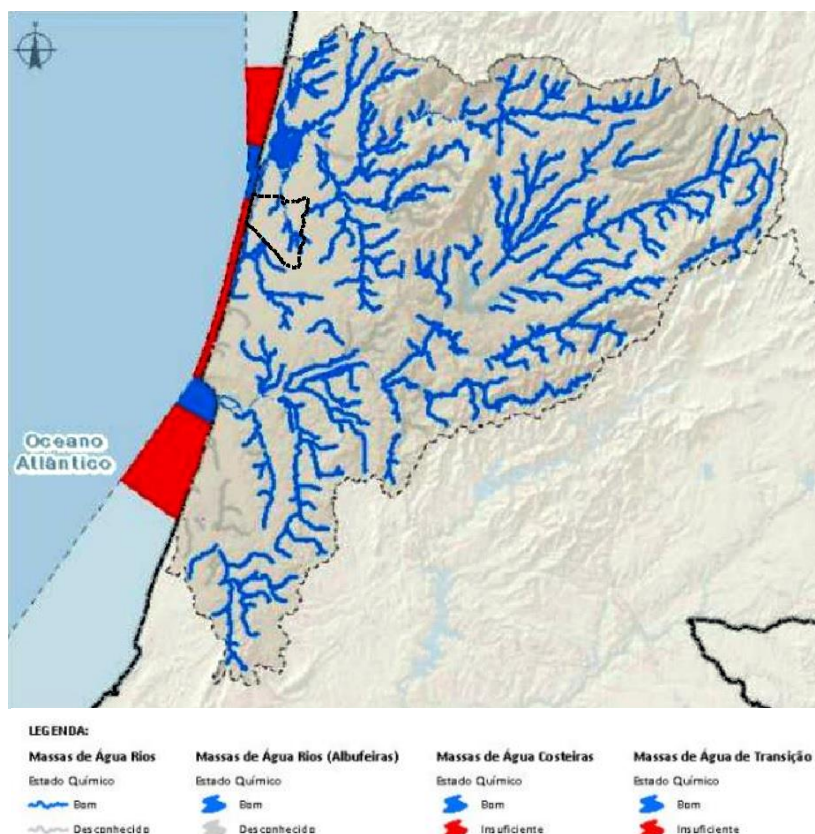 N
Oceano
Atlântico
LEGENDA:
Massas de Água Rios
Estado Químico
Bom
Desconhecido
Massas de Água Rios (Albufeiras)
Estado Químico
Bom
Desconhecido
Massas de Água Costeiras
Estado Químico
Bom
Insuficiente
Massas de Água de Transição
Estado Químico
Bom
Insuficiente